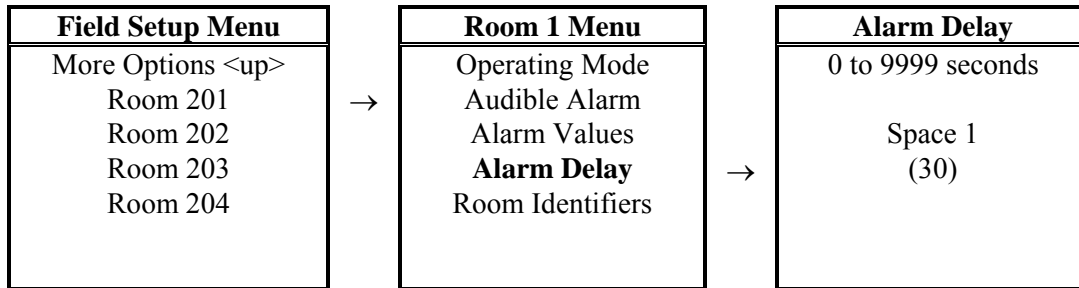 Field Setup Menu
More Options <up>
Room 201
Room 202
Room 203
Room 204
→
Room 1 Menu
Operating Mode
Audible Alarm
Alarm Values
Alarm Delay
Room Identifiers
→
Alarm Delay
0 to 9999 seconds
Space 1
(30)